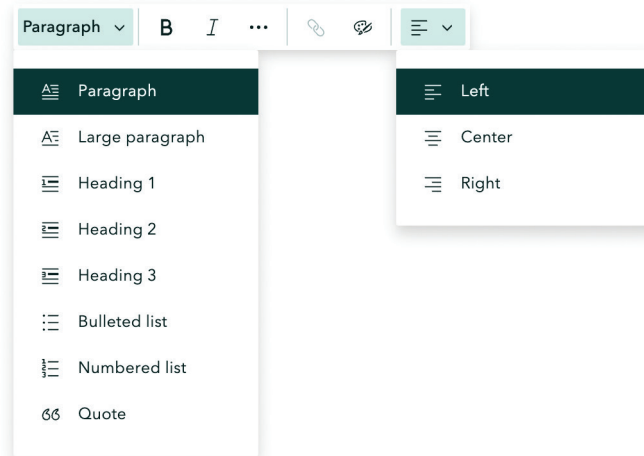 Paragraph B I
Paragraph
Large paragraph
Heading 1
Heading 2
Heading 3
Bulleted list
Numbered list
Quote
Left
Center
Right